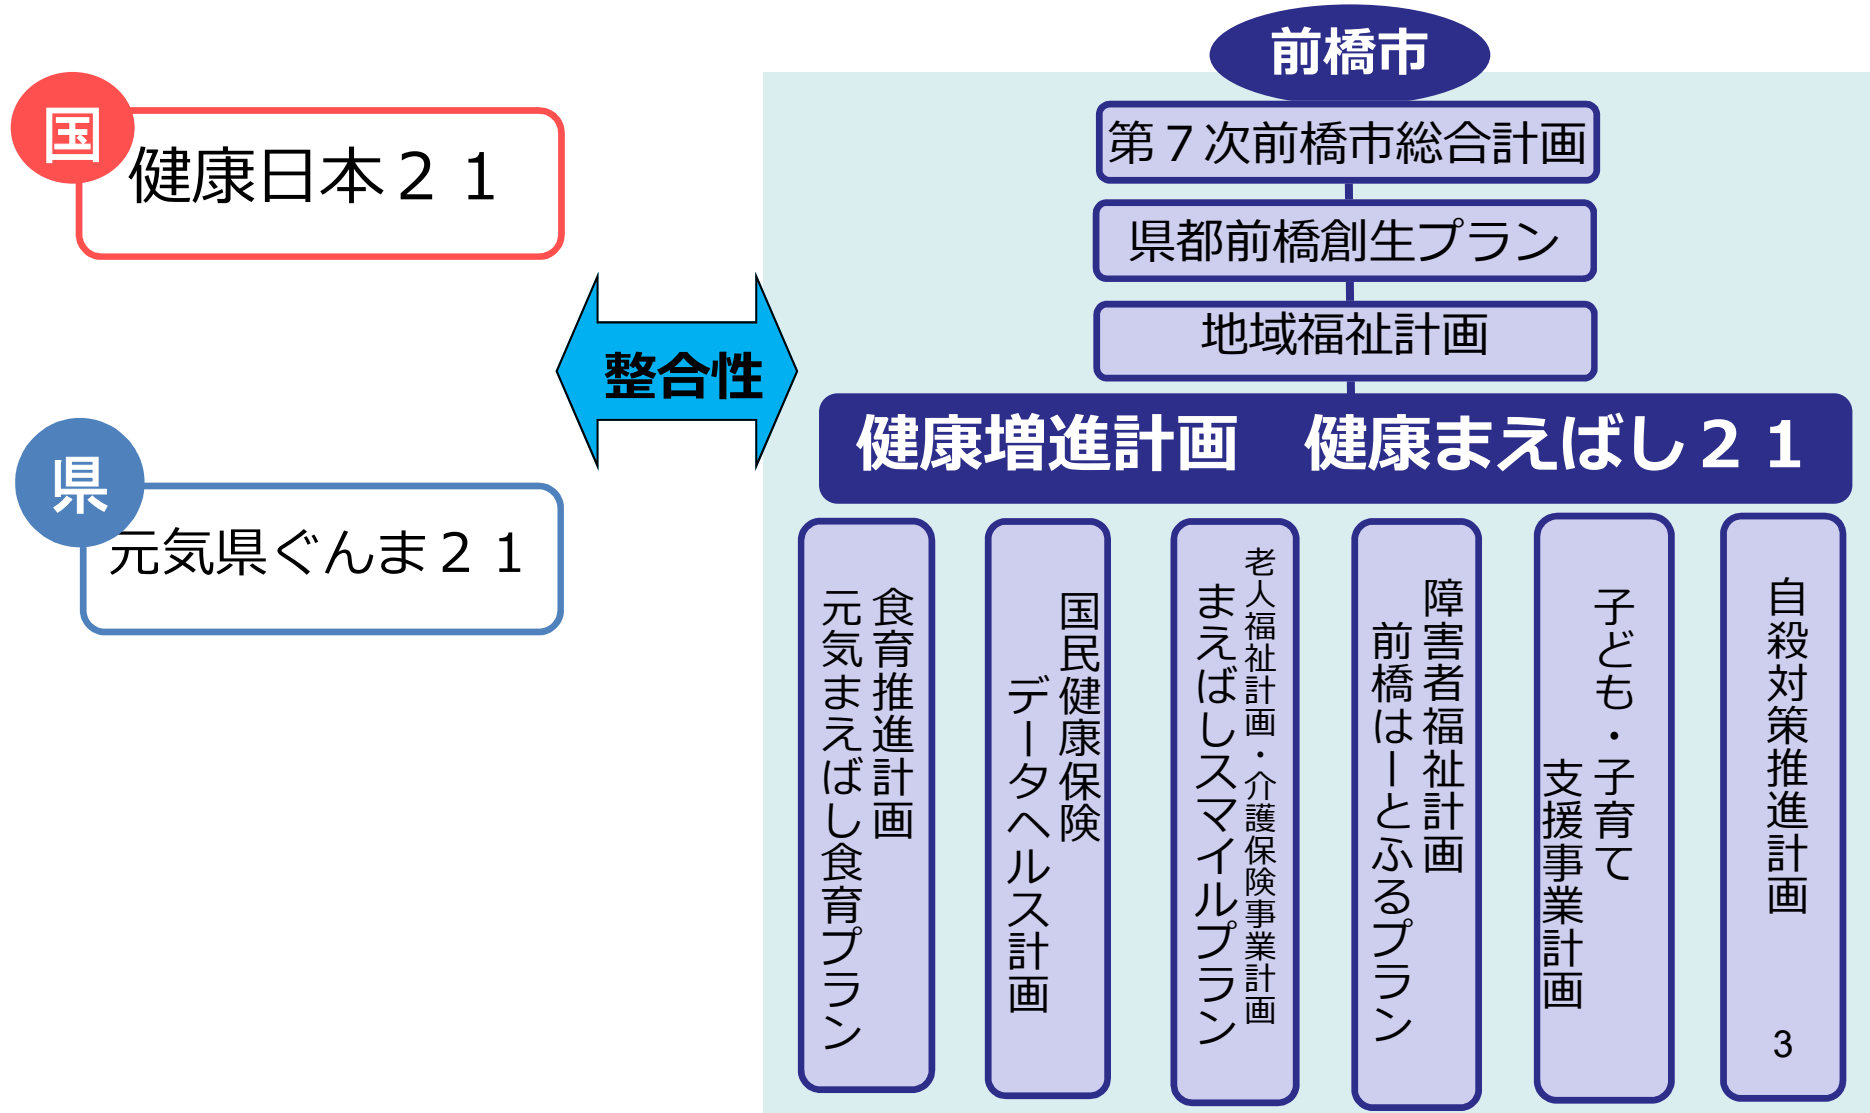 国
健康日本２１
県
元気県ぐんま２１
整合性
前橋市
第７次前橋市総合計画
県都前橋創生プラン
地域福祉計画
健康増進計画　健康まえばし２１
食育推進計画
元気まえばし食育プラン
国民健康保険
データヘルス計画
老人福祉計画・介護保険事業計画
まえばしスマイルプラン
障害者福祉計画
前橋はーとふるプラン
子ども・子育て
支援事業計画
自殺対策推進計画
3